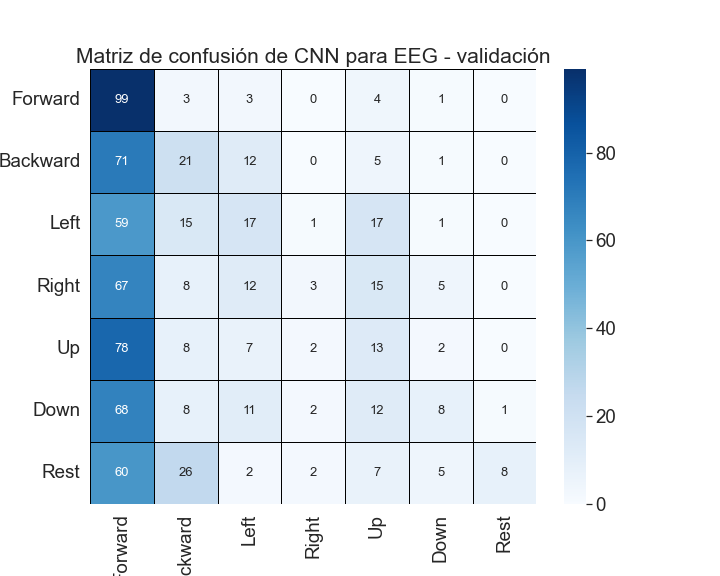 Matriz de confusión de CNN para EEG - validación
Forward 99 3 3 0 4 1 0
Backward 71 21 12 0 5 1 0
Left 59 15 17 1 17 1 0
Right 67 8 12 3 15 5 0
Up 78 8 7 2 13 2 0
Down 68 8 11 2 12 8 1
Rest 60 26 2 2 7 5 8
Forward ckward Left Right Up Down Rest
80
60
40
20
0